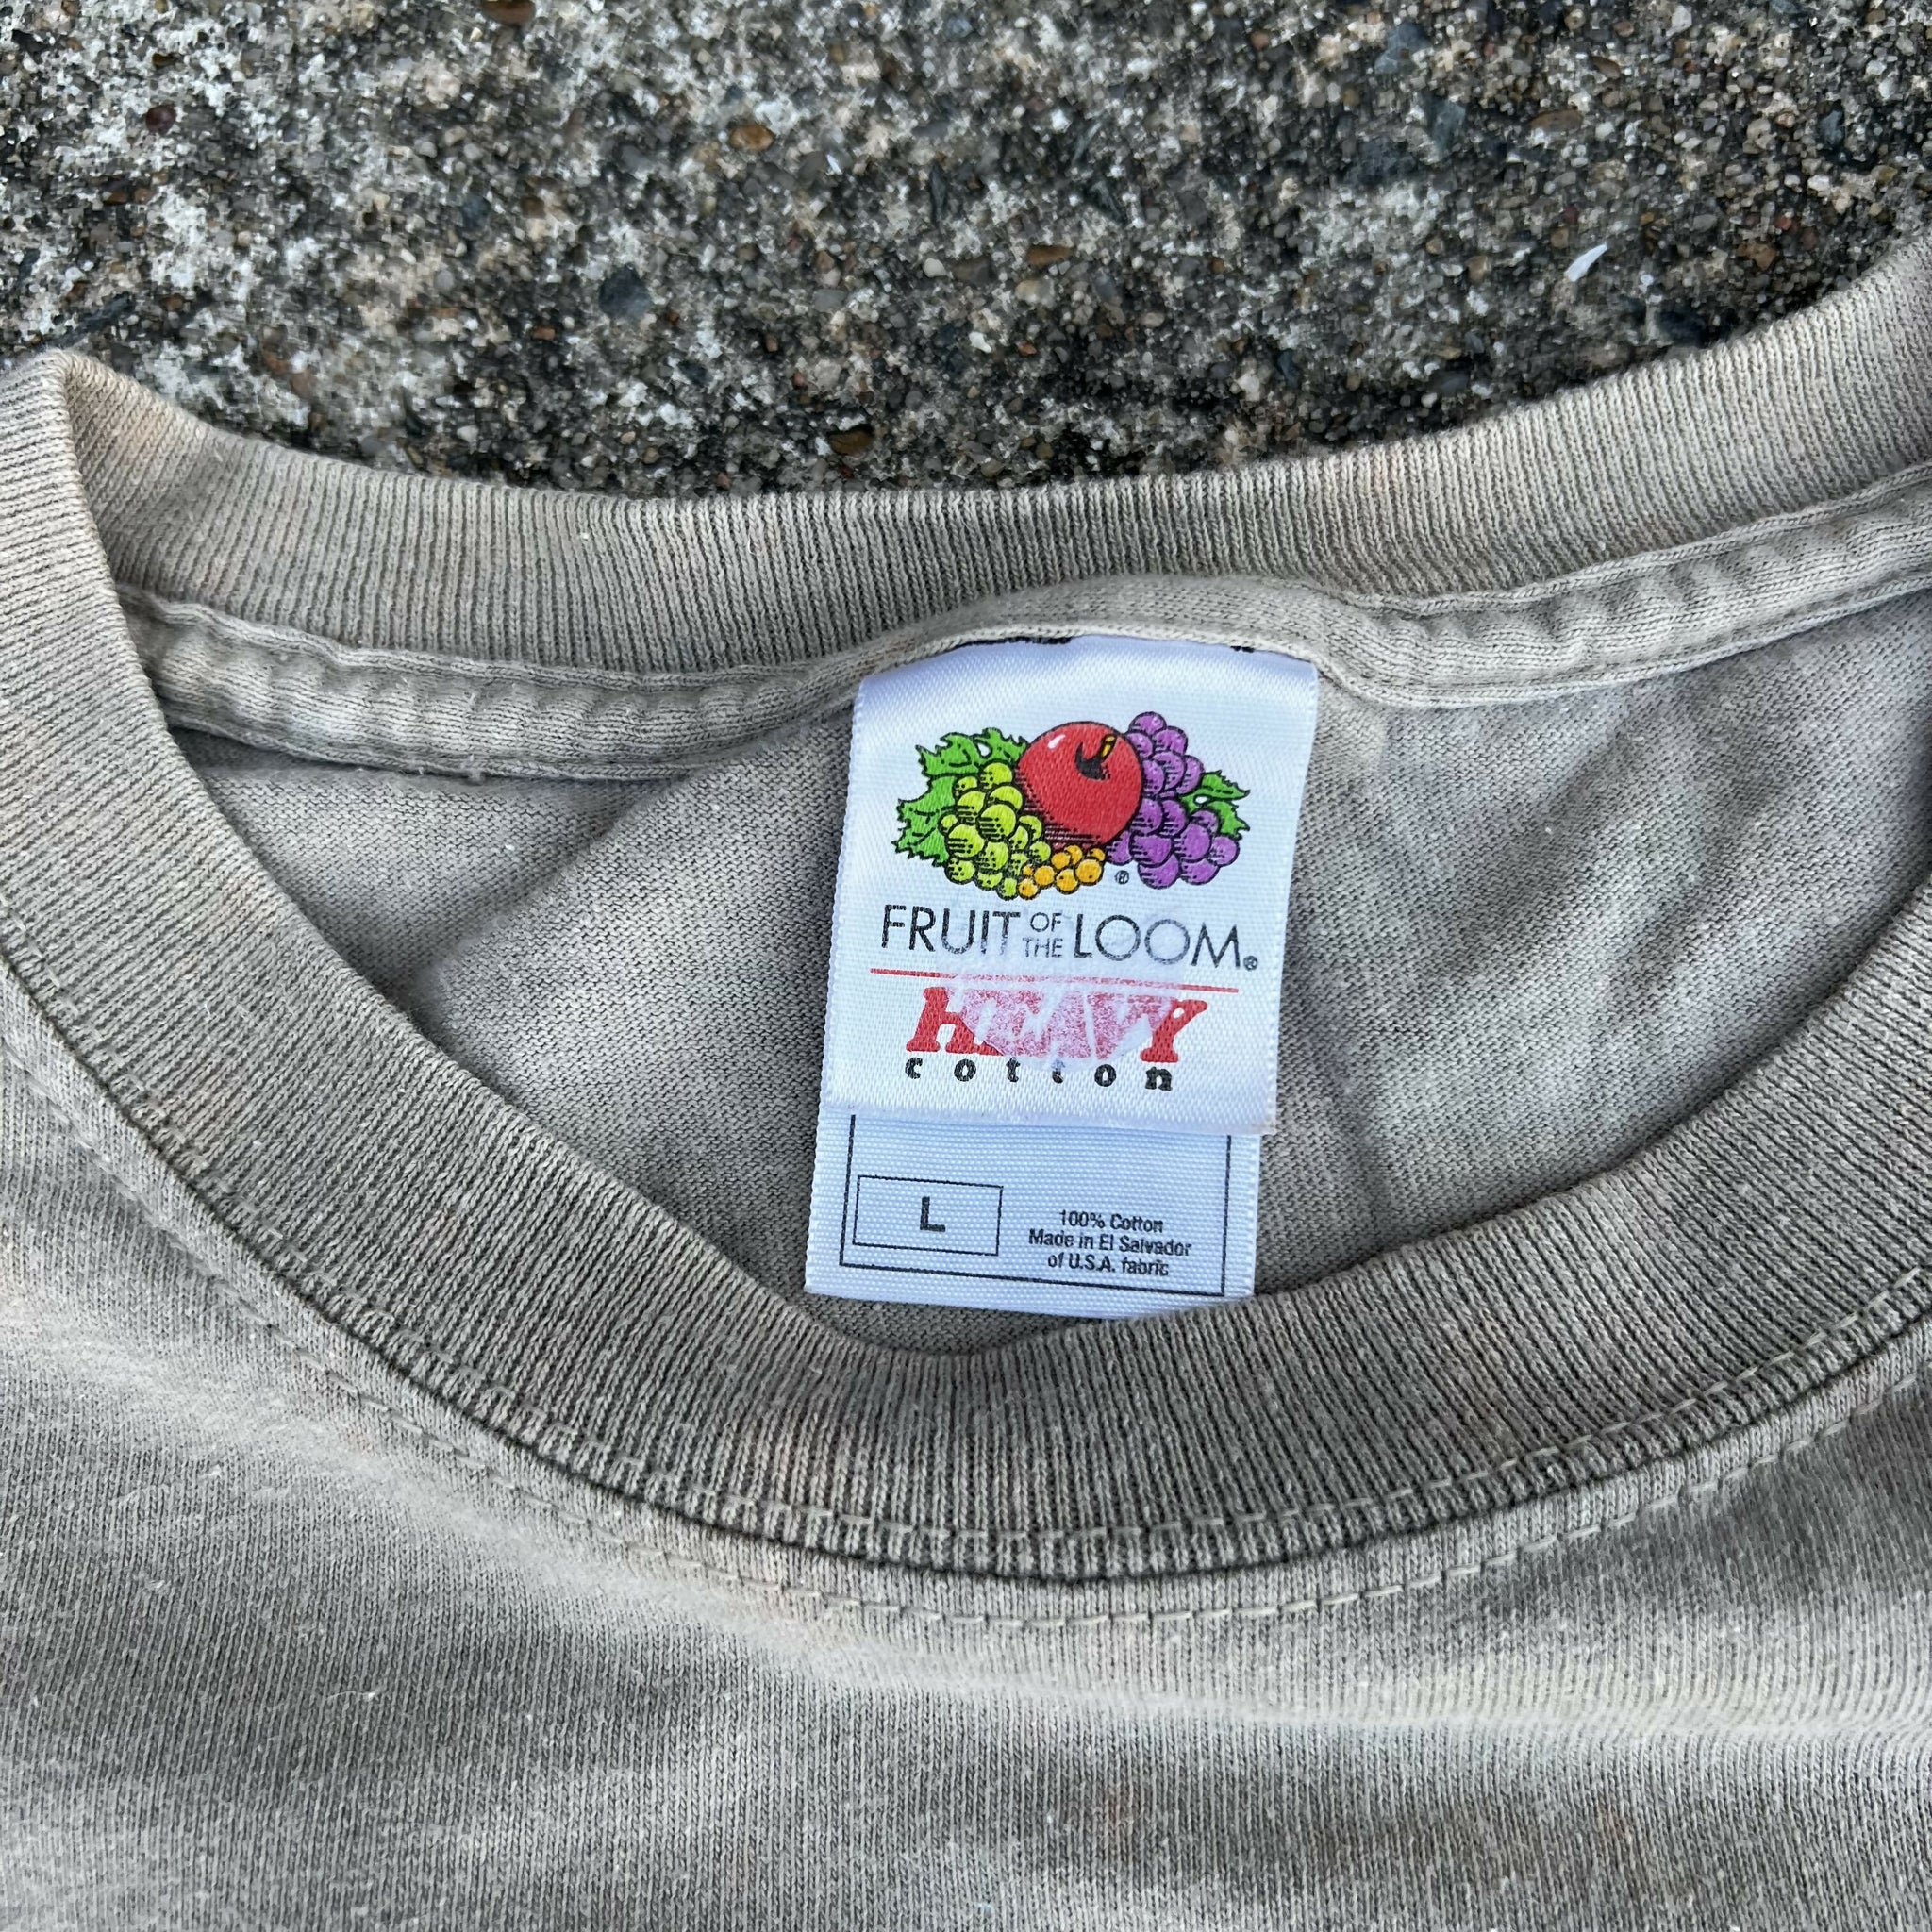 FRUIT OF THE LOOM®
HEAVY
cotton
L
100% Cotton
Made in El Salvador
of U.S.A. fabric